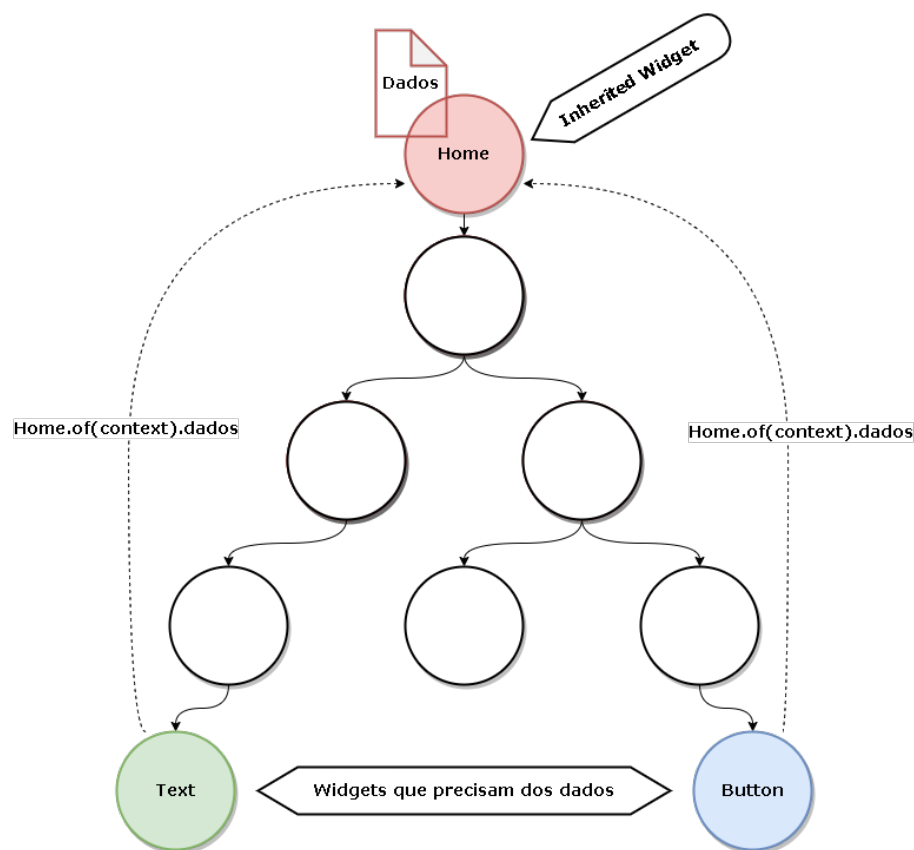 Dados
Inherited Widget
Home
Home.of(context).dados
Home.of(context).dados
Text
Widgets que precisam dos dados
Button